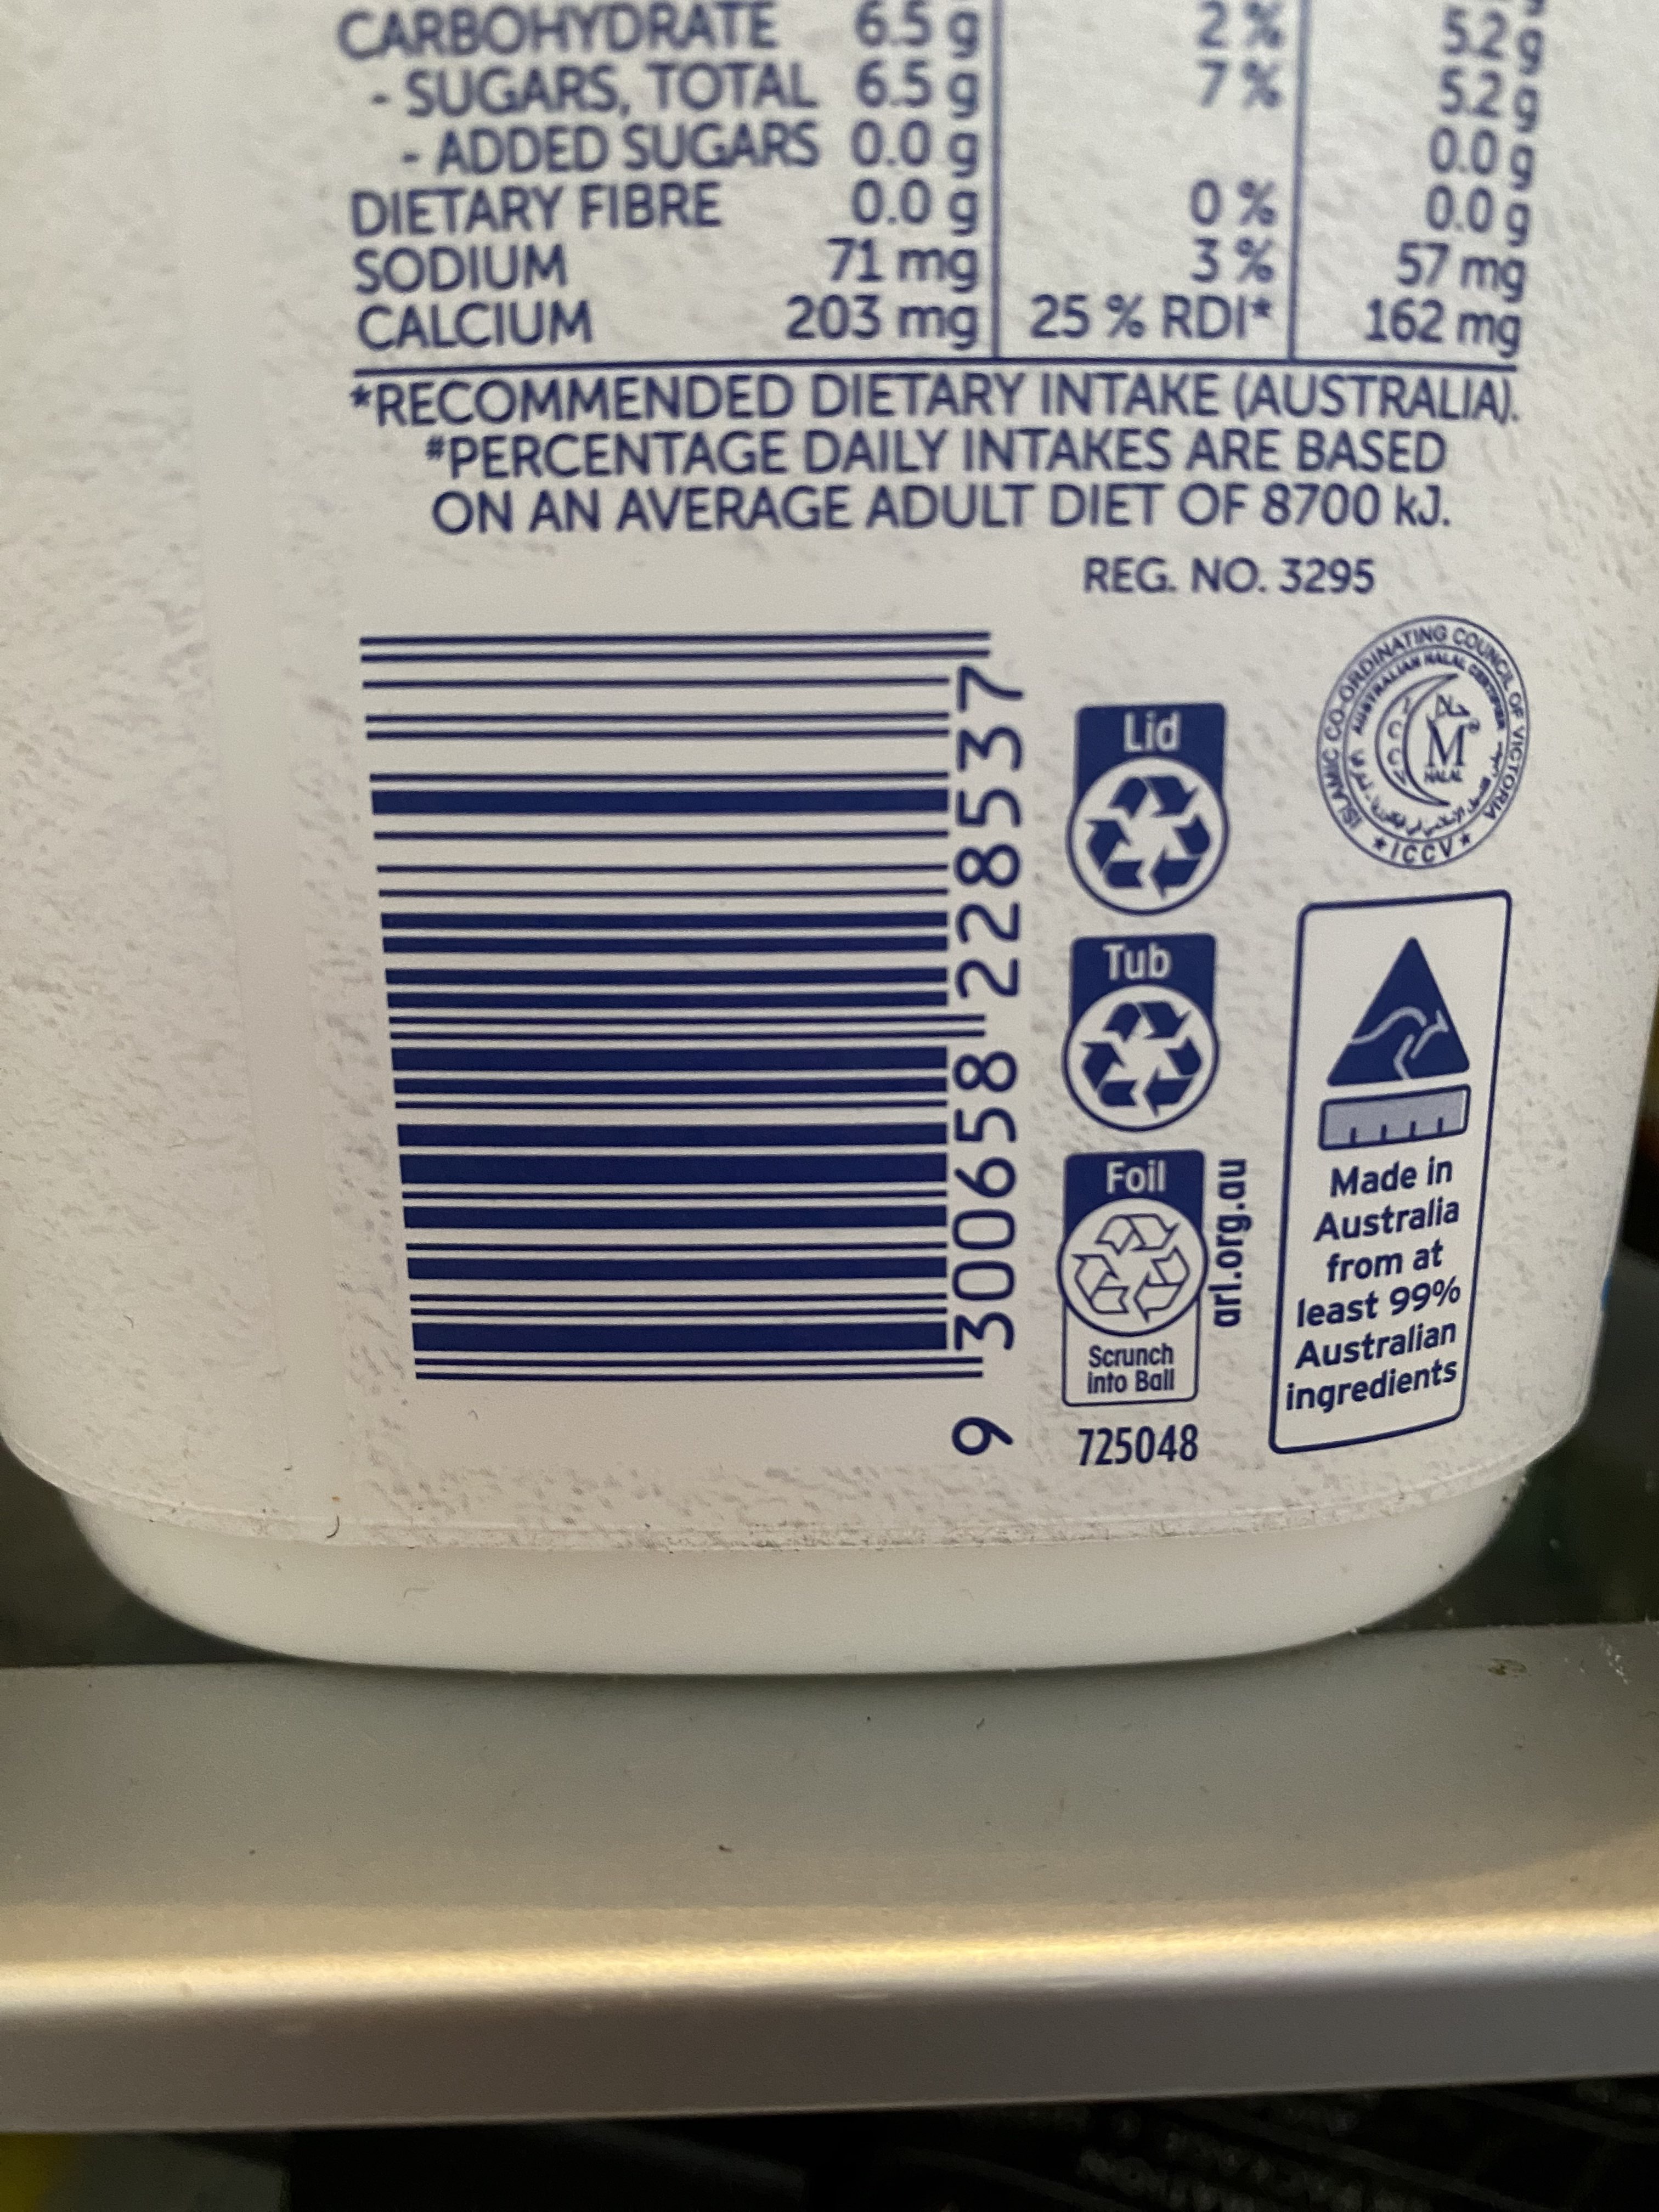 CARBOHYDRATE 6.5 g 2 % 5.2 g
- SUGARS, TOTAL 6.5 g 7 % 5.2 g
- ADDED SUGARS 0.0 g 0.0 g
DIETARY FIBRE 0.0 g 0 % 0.0 g
SODIUM 71 mg 3 % 57 mg
CALCIUM 203 mg 25 % RDI* 162 mg
*RECOMMENDED DIETARY INTAKE (AUSTRALIA).
#PERCENTAGE DAILY INTAKES ARE BASED
ON AN AVERAGE ADULT DIET OF 8700 kJ.
REG. NO. 3295
9 300658 228537
Lid
Tub
Foil
Scrunch
into Ball
arl.org.au
725048
ISLAMIC CO-ORDINATING COUNCIL OF VICTORIA
AUSTRALIAN HALAL CERTIFIER
M
HALAL
* ICCV *
Made in
Australia
from at
least 99%
Australian
ingredients